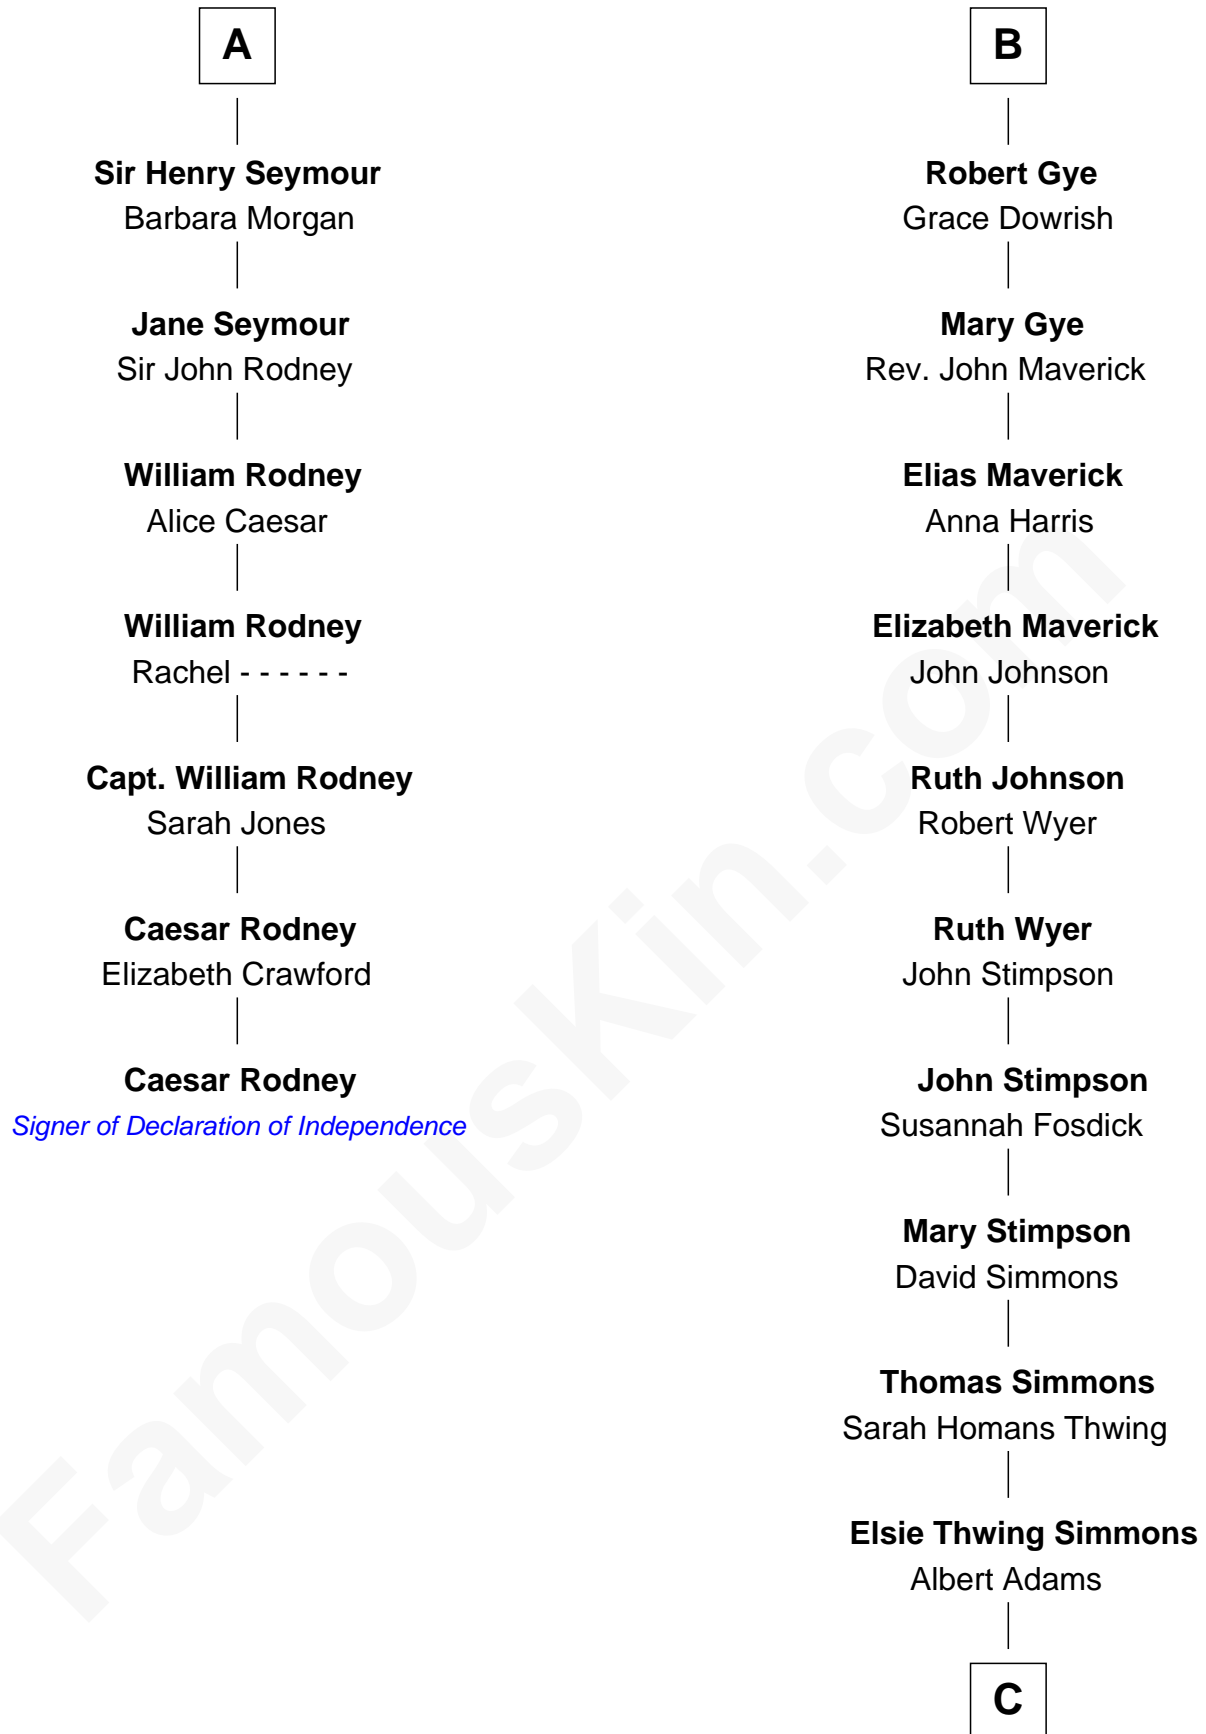 A
Sir Henry Seymour
Barbara Morgan
Jane Seymour
Sir John Rodney
William Rodney
Alice Caesar
William Rodney
Rachel - - - - - -
Capt. William Rodney
Sarah Jones
Caesar Rodney
Elizabeth Crawford
Caesar Rodney
Signer of Declaration of Independence
B
Robert Gye
Grace Dowrish
Mary Gye
Rev. John Maverick
Elias Maverick
Anna Harris
Elizabeth Maverick
John Johnson
Ruth Johnson
Robert Wyer
Ruth Wyer
John Stimpson
John Stimpson
Susannah Fosdick
Mary Stimpson
David Simmons
Thomas Simmons
Sarah Homans Thwing
Elsie Thwing Simmons
Albert Adams
C
FamousKin.com